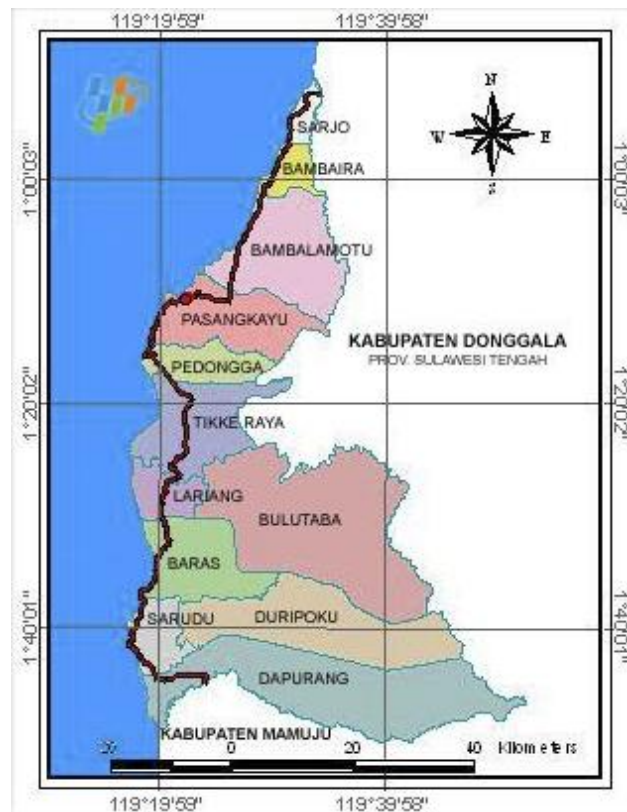 119°19'59" 119°39'58"
N
W E
S
SARJO
BAMBAIRA
1°00'03" 1°00'03"
BAMBALAMOTU
PASANGKAYU
KABUPATEN DONGGALA
PROV. SULAWESI TENGAH
PEDONGGA
1°20'02" 1°20'02"
TIKKE RAYA
LARIANG
BULUTABA
BARAS
SARUDU DURIPOKU
1°40'01" 1°40'01"
DAPURANG
KABUPATEN MAMUJU
20 0 20 40 Kilometers
119°19'59" 119°39'58"